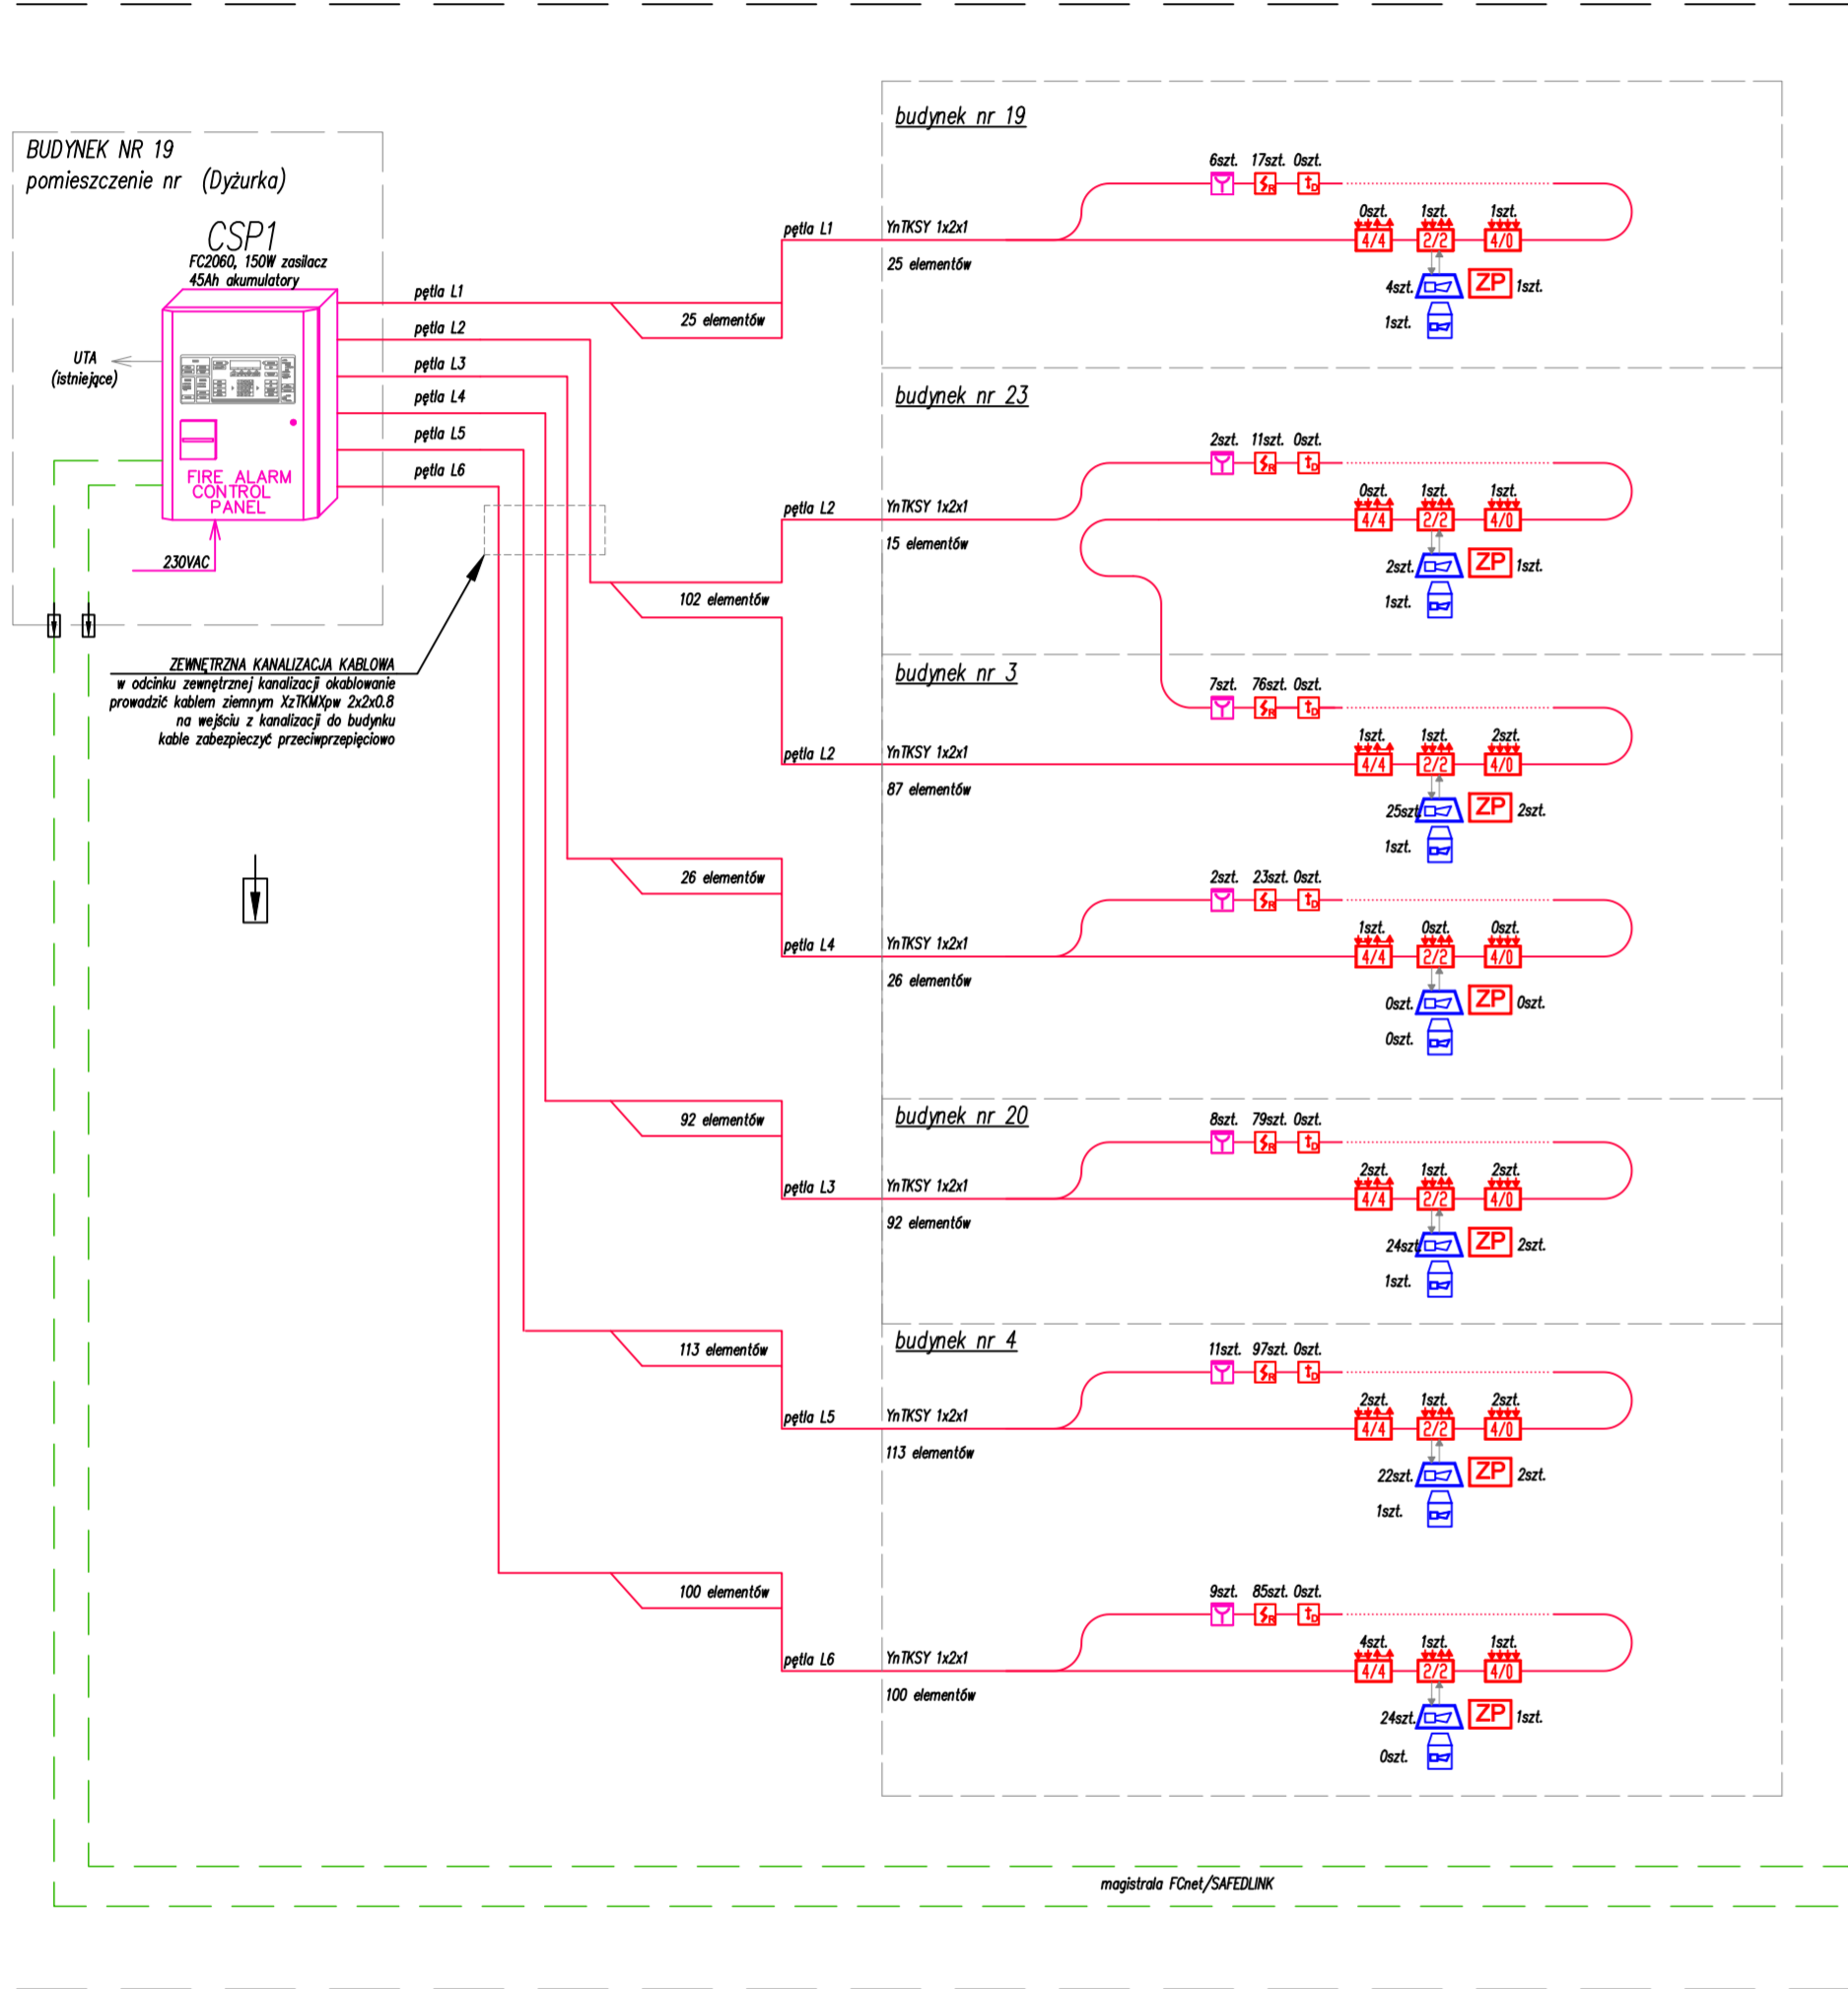 BUDYNEK NR 19
pomieszczenie nr (Dyżurka)
CSP1
FC2060, 150W zasilacz
45Ah akumulatory
UTA
(istniejące)
FIRE ALARM
CONTROL
PANEL
230VAC
pętla L1
pętla L2
pętla L3
pętla L4
pętla L5
pętla L6
ZEWNĘTRZNA KANALIZACJA KABLOWA
w odcinku zewnętrznej kanalizacji okablowanie
prowadzić kablem ziemnym XzTKMXpw 2x2x0.8
na wejściu z kanalizacji do budynku
kable zabezpieczyć przeciwprzepięciowo
25 elementów
102 elementów
26 elementów
92 elementów
113 elementów
100 elementów
budynek nr 19
6szt. 17szt. 0szt.
pętla L1 YnTKSY 1x2x1
25 elementów
0szt. 1szt. 1szt.
4/4 2/2 4/0
4szt. ZP 1szt.
1szt.
budynek nr 23
2szt. 11szt. 0szt.
pętla L2 YnTKSY 1x2x1
15 elementów
0szt. 1szt. 1szt.
4/4 2/2 4/0
2szt. ZP 1szt.
1szt.
budynek nr 3
7szt. 76szt. 0szt.
pętla L2 YnTKSY 1x2x1
87 elementów
1szt. 1szt. 2szt.
4/4 2/2 4/0
25szt. ZP 2szt.
1szt.
2szt. 23szt. 0szt.
pętla L4 YnTKSY 1x2x1
26 elementów
1szt. 0szt. 0szt.
4/4 2/2 4/0
0szt. ZP 0szt.
0szt.
budynek nr 20
8szt. 79szt. 0szt.
pętla L3 YnTKSY 1x2x1
92 elementów
2szt. 1szt. 2szt.
4/4 2/2 4/0
24szt ZP 2szt.
1szt.
budynek nr 4
11szt. 97szt. 0szt.
pętla L5 YnTKSY 1x2x1
113 elementów
2szt. 1szt. 2szt.
4/4 2/2 4/0
22szt. ZP 2szt.
1szt.
9szt. 85szt. 0szt.
pętla L6 YnTKSY 1x2x1
100 elementów
4szt. 1szt. 1szt.
4/4 2/2 4/0
24szt. ZP 1szt.
0szt.
magistrala FCnet/SAFEDLINK